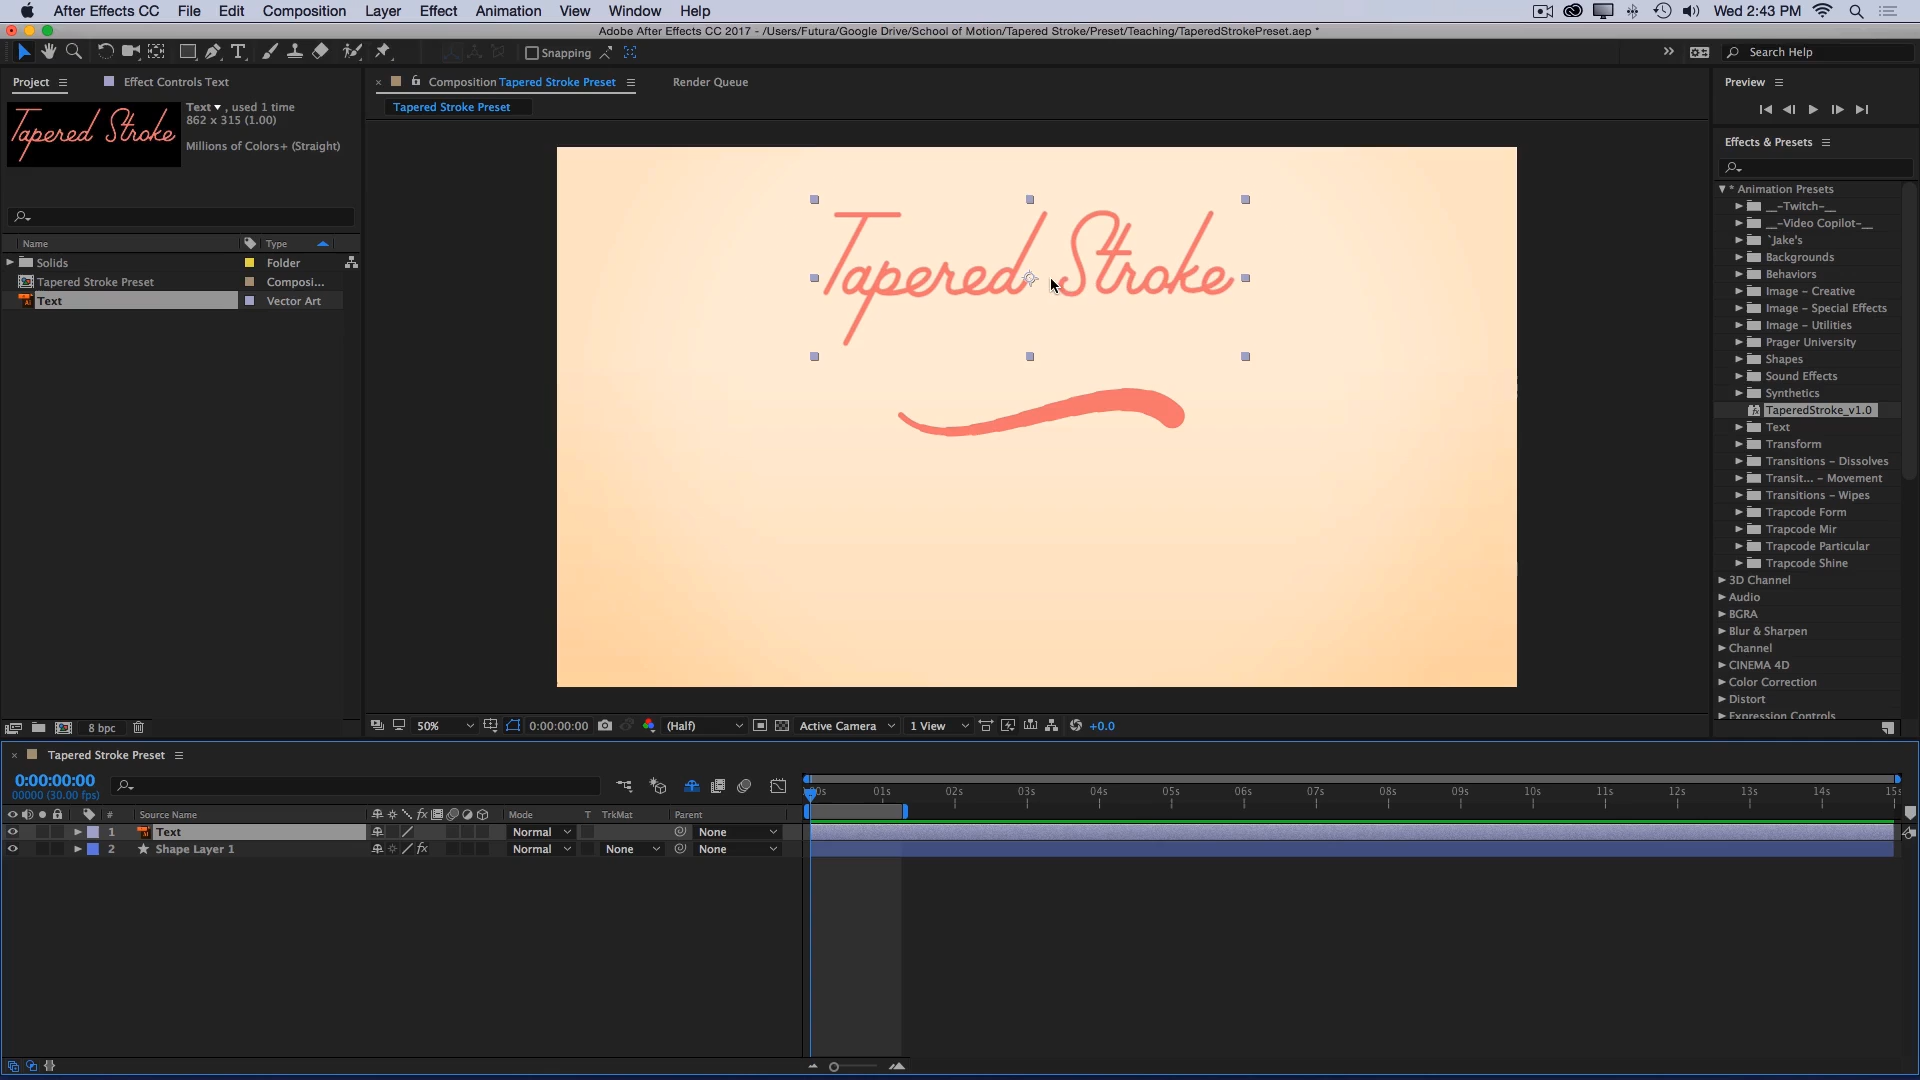 After Effects CC File Edit Composition Layer Effect Animation View Window Help Wed 2:43 PM
Adobe After Effects CC 2017 - /Users/Futura/Google Drive/School of Motion/Tapered Stroke/Preset/Teaching/TaperedStrokePreset.aep *
Snapping Search Help
Project Effect Controls Text
Text , used 1 time
862 x 315 (1.00)
Millions of Colors+ (Straight)
Tapered Stroke
Name Type
Solids Folder
Tapered Stroke Preset Composi...
Text Vector Art
8 bpc
Composition Tapered Stroke Preset Render Queue
Tapered Stroke Preset
Tapered Stroke
50% 0:00:00:00 (Half) Active Camera 1 View +0.0
Preview
Effects & Presets
* Animation Presets
__-Twitch-__
__-Video Copilot-__
`Jake's
Backgrounds
Behaviors
Image - Creative
Image - Special Effects
Image - Utilities
Prager University
Shapes
Sound Effects
Synthetics
TaperedStroke_v1.0
Text
Transform
Transitions - Dissolves
Transit... - Movement
Transitions - Wipes
Trapcode Form
Trapcode Mir
Trapcode Particular
Trapcode Shine
3D Channel
Audio
BGRA
Blur & Sharpen
Channel
CINEMA 4D
Color Correction
Distort
Expression Controls
Tapered Stroke Preset
0:00:00:00
00000 (30.00 fps)
:00s 01s 02s 03s 04s 05s 06s 07s 08s 09s 10s 11s 12s 13s 14s 15s
# Source Name fx Mode T TrkMat Parent
1 Text Normal None
2 Shape Layer 1 fx Normal None None